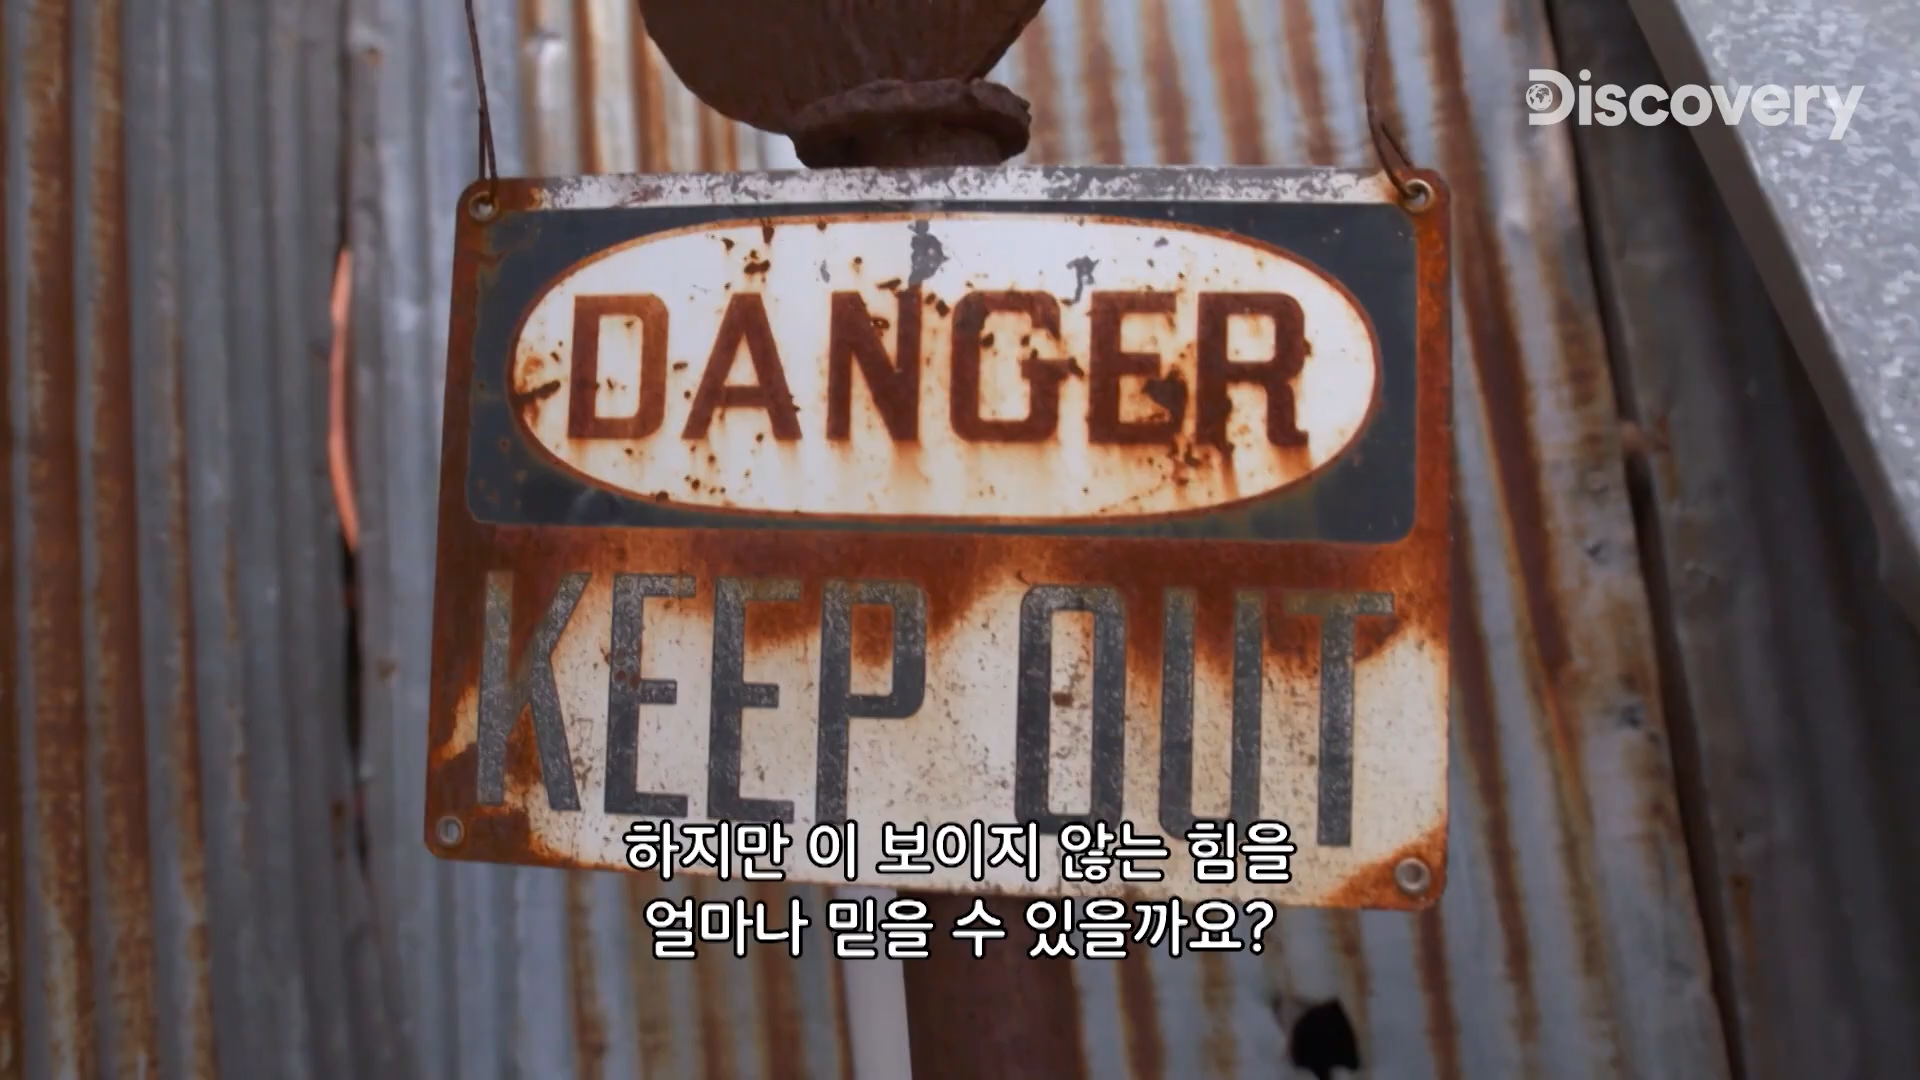 Discovery
DANGER
KEEP OUT
하지만 이 보이지 않는 힘을
얼마나 믿을 수 있을까요?